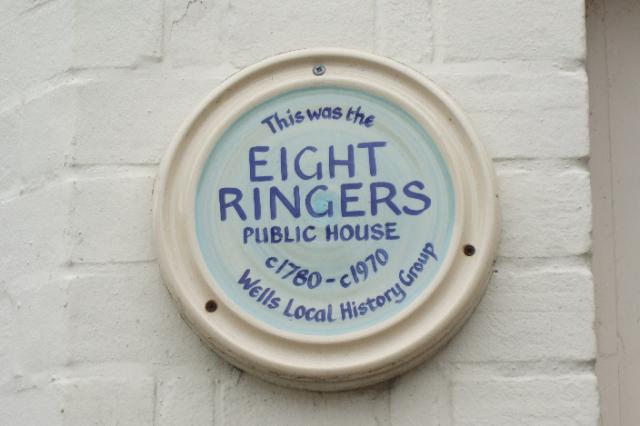 This was the
EIGHT
RINGERS
PUBLIC HOUSE
c1780-c1970
Wells Local History Group